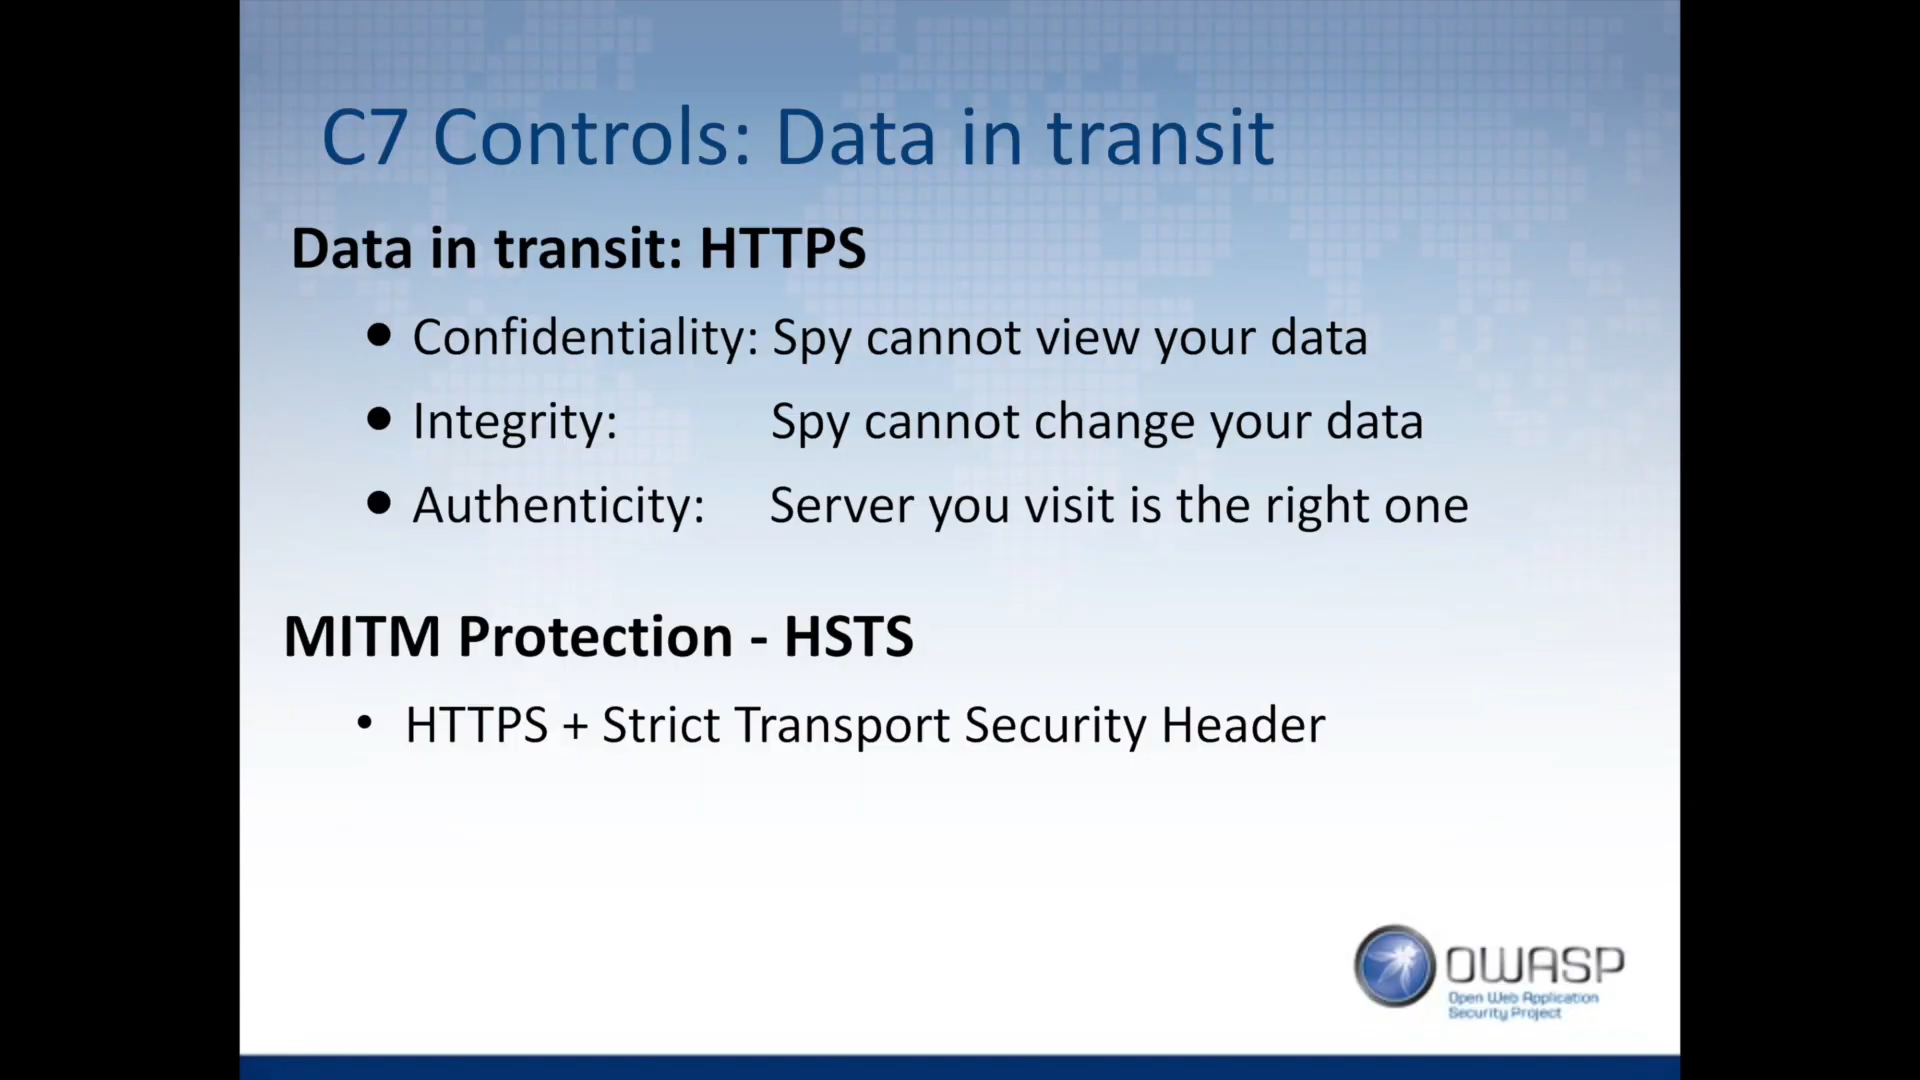 C7 Controls: Data in transit
Data in transit: HTTPS
● Confidentiality: Spy cannot view your data
● Integrity: Spy cannot change your data
● Authenticity: Server you visit is the right one
MITM Protection - HSTS
• HTTPS + Strict Transport Security Header
OWASP
Open Web Application
Security Project